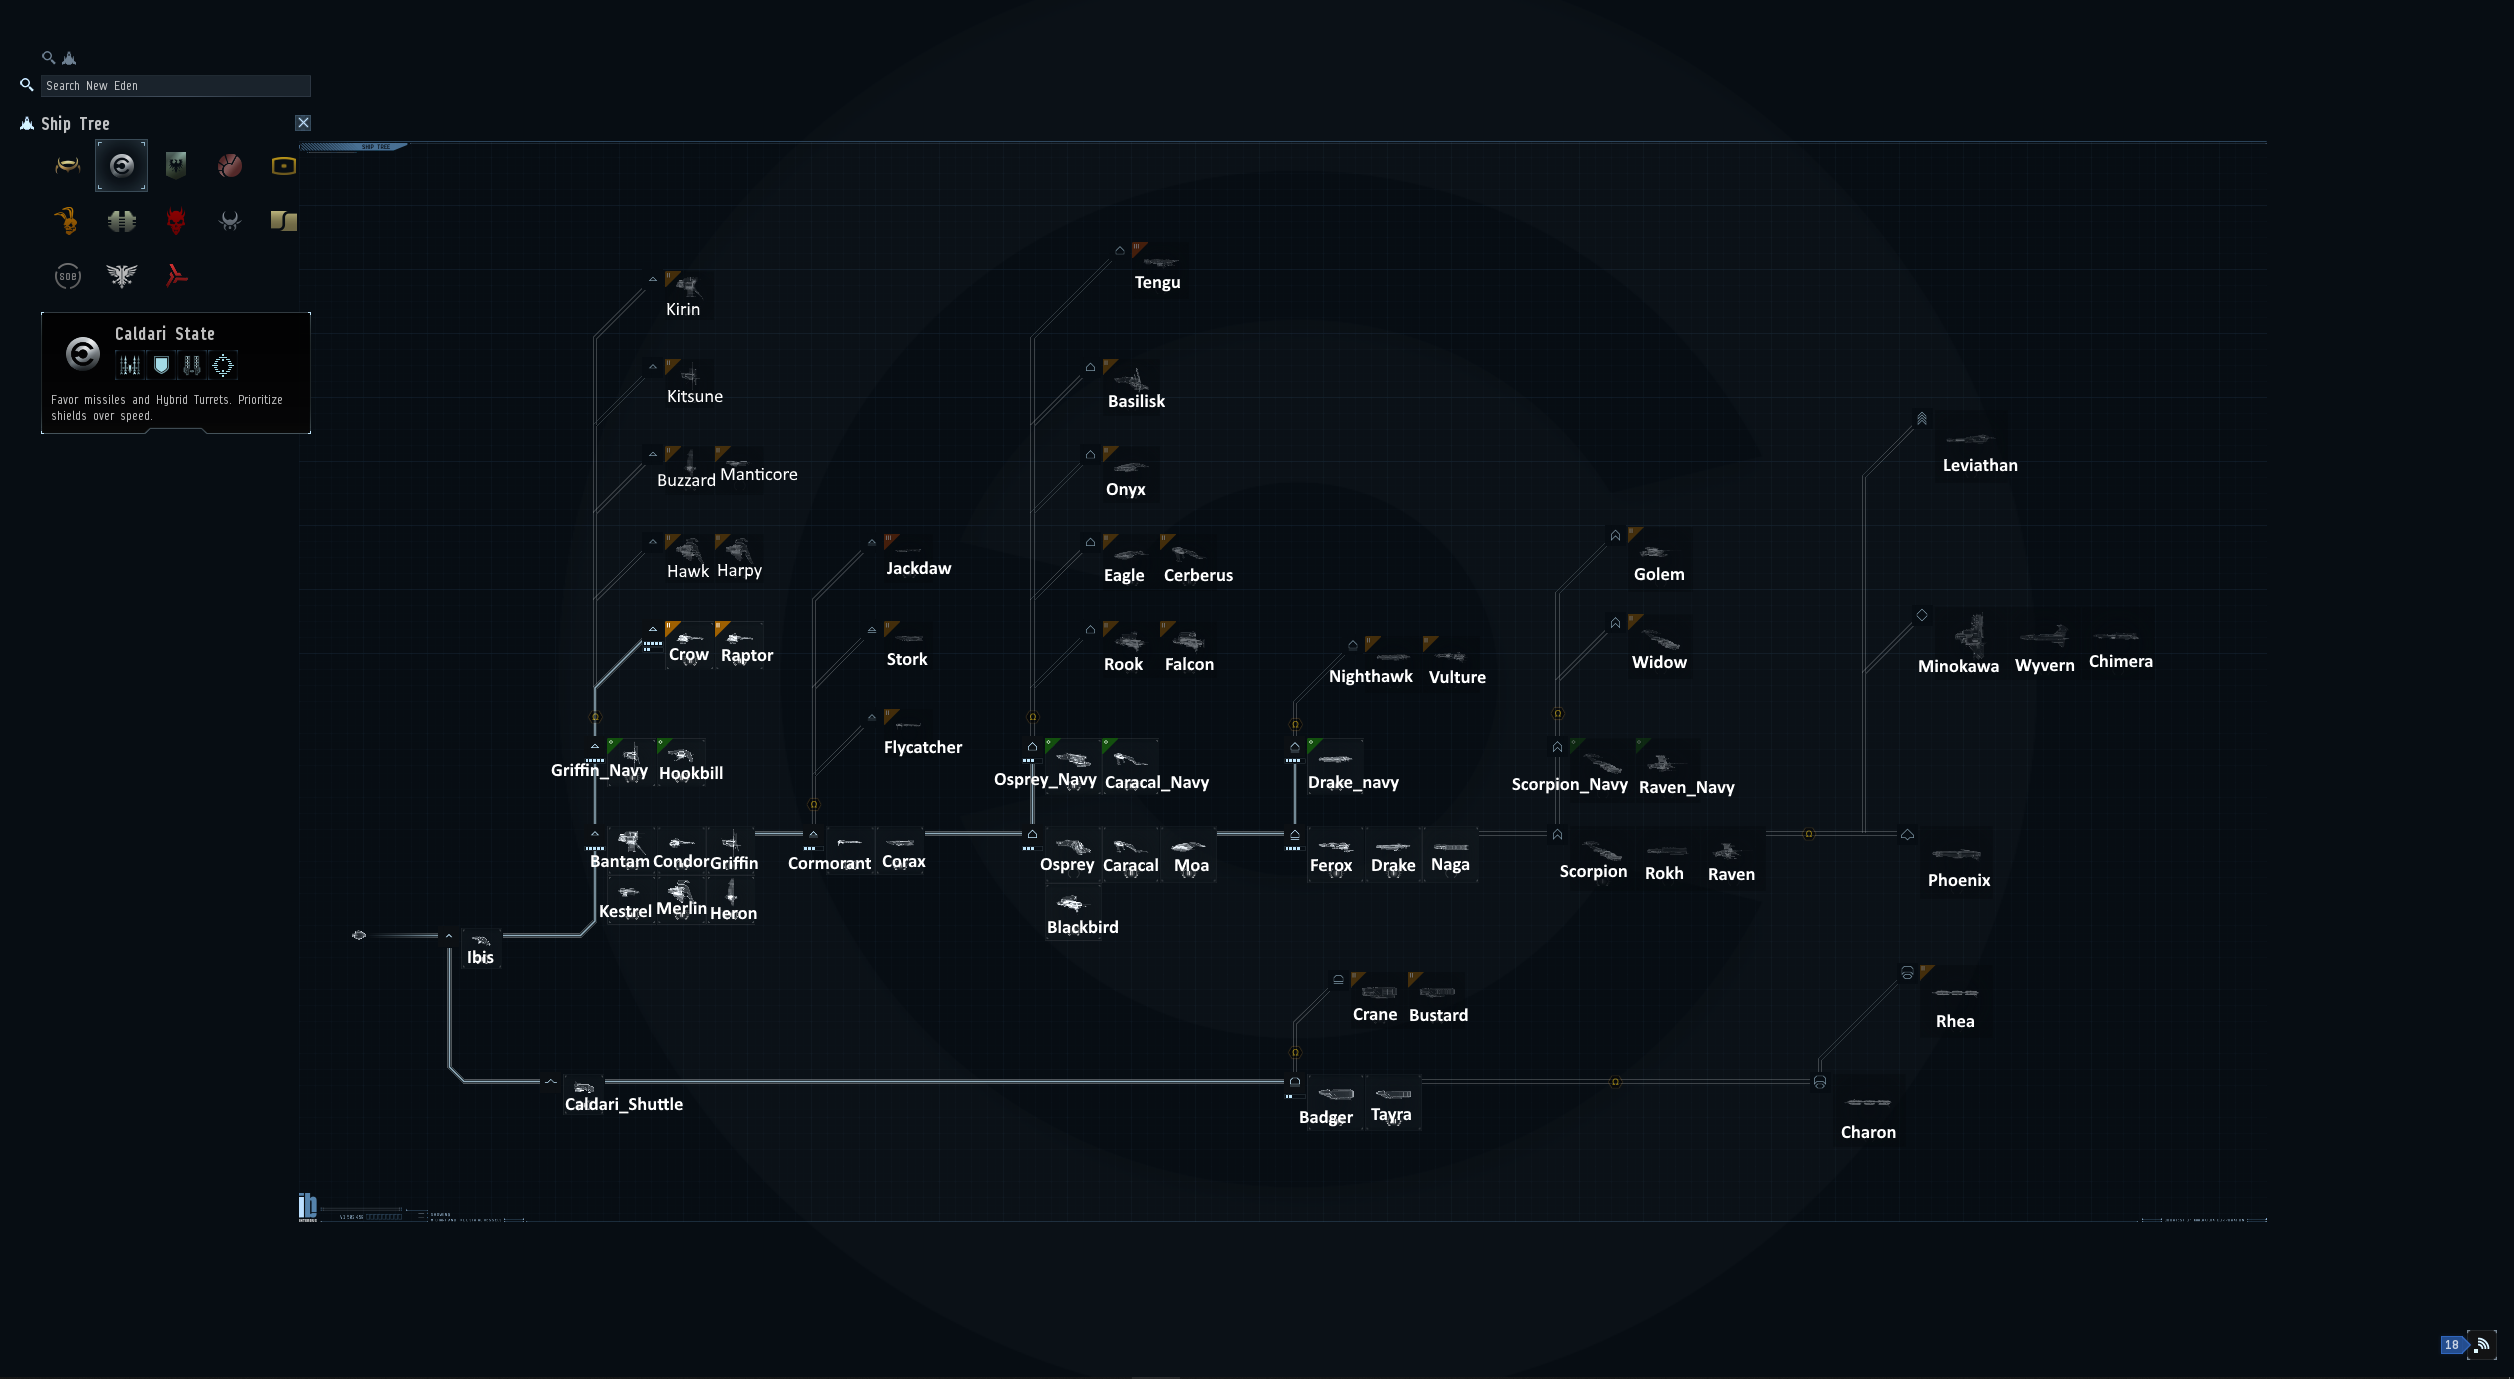 Search New Eden
Ship Tree
SHIP TREE
SOB
Caldari State
Favor missiles and Hybrid Turrets. Prioritize
shields over speed.
Tengu
Kirin
Kitsune
Basilisk
Buzzard Manticore
Onyx
Leviathan
Hawk Harpy
Jackdaw
Eagle Cerberus
Golem
Crow Raptor
Stork
Rook Falcon
Nighthawk Vulture
Widow
Minokawa Wyvern Chimera
Flycatcher
Griffin_Navy Hookbill
Osprey_Navy Caracal_Navy
Drake_navy
Scorpion_Navy Raven_Navy
Bantam Condor Griffin
Cormorant Corax
Osprey Caracal Moa
Ferox Drake Naga
Scorpion Rokh Raven
Phoenix
Kestrel Merlin Heron
Blackbird
Ibis
Crane Bustard
Rhea
Caldari_Shuttle
Badger Tayra
Charon
18